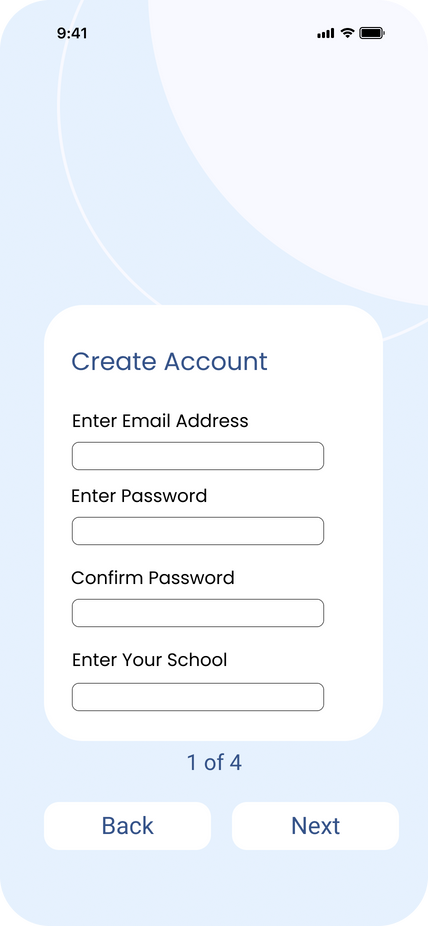 9:41
Create Account
Enter Email Address
Enter Password
Confirm Password
Enter Your School
1 of 4
Back
Next